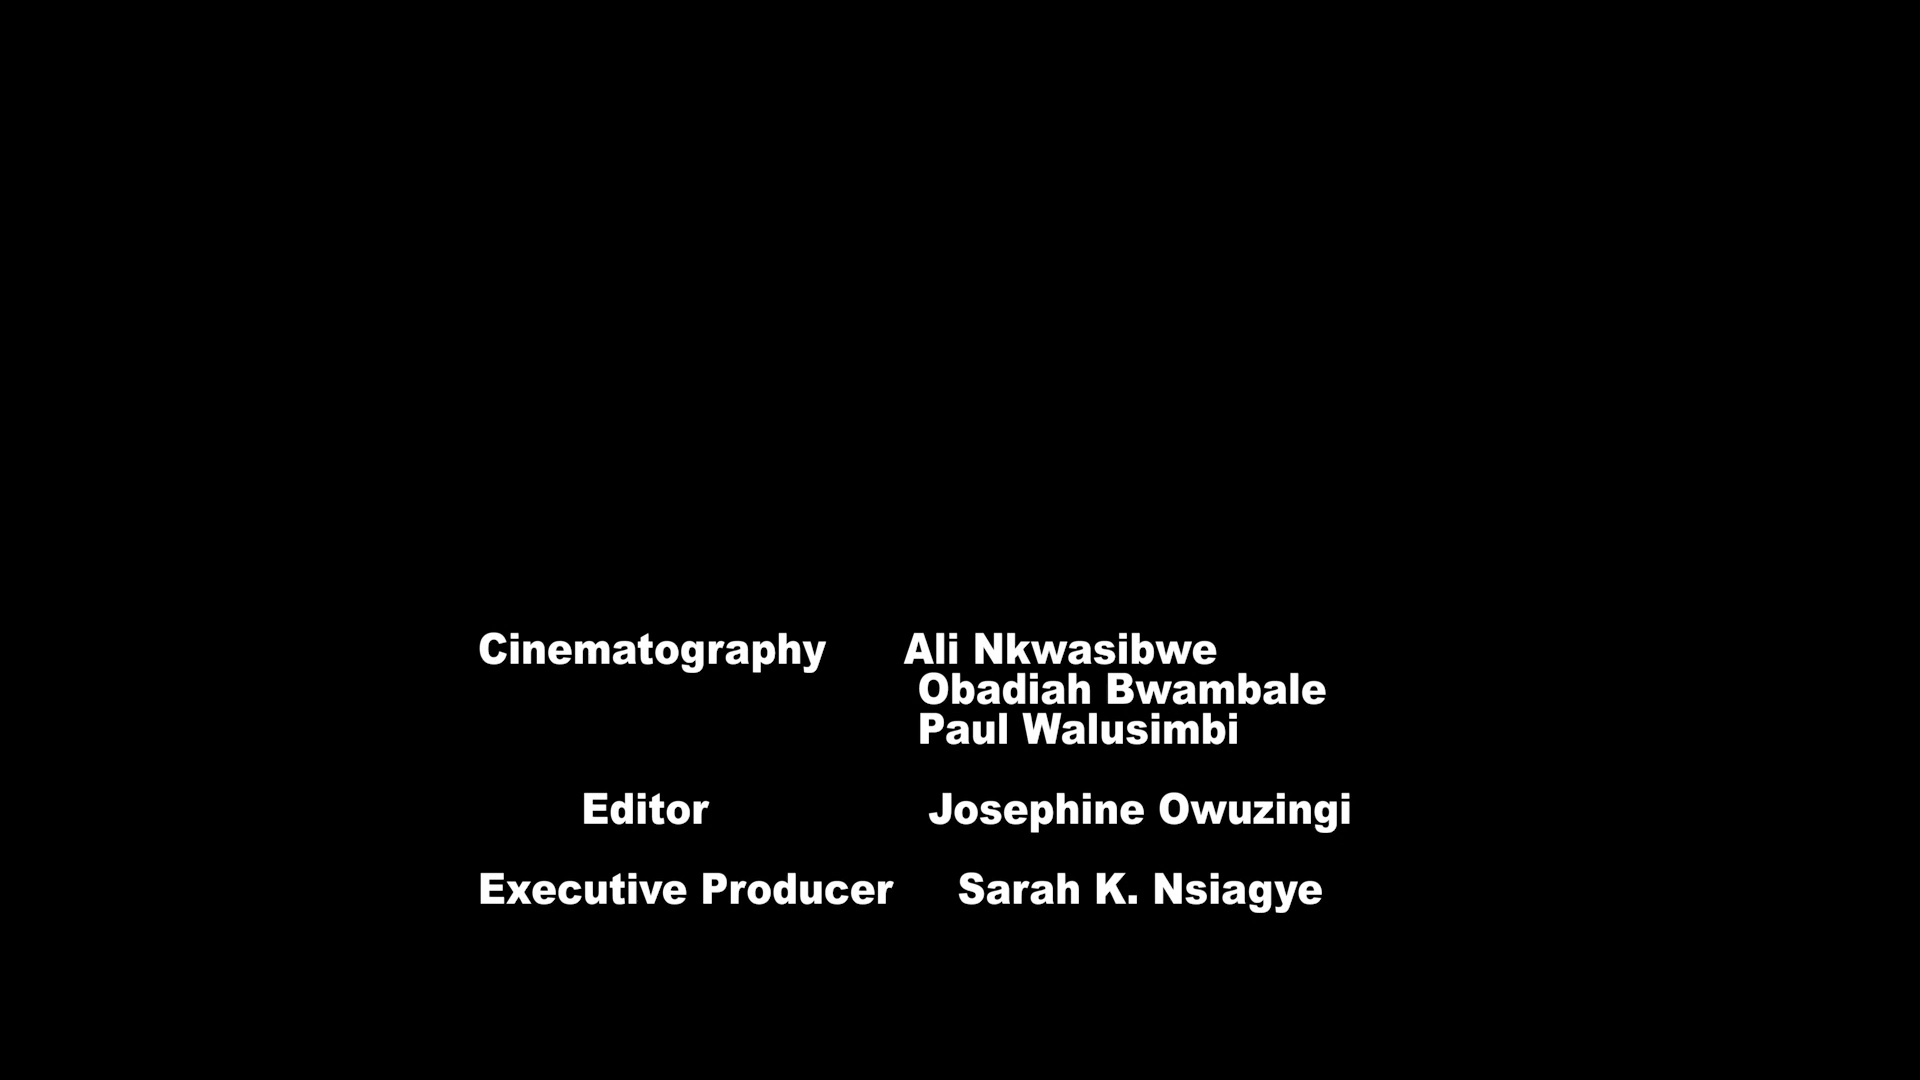 Cinematography Ali Nkwasibwe
Obadiah Bwambale
Paul Walusimbi
Editor Josephine Owuzingi
Executive Producer Sarah K. Nsiagye